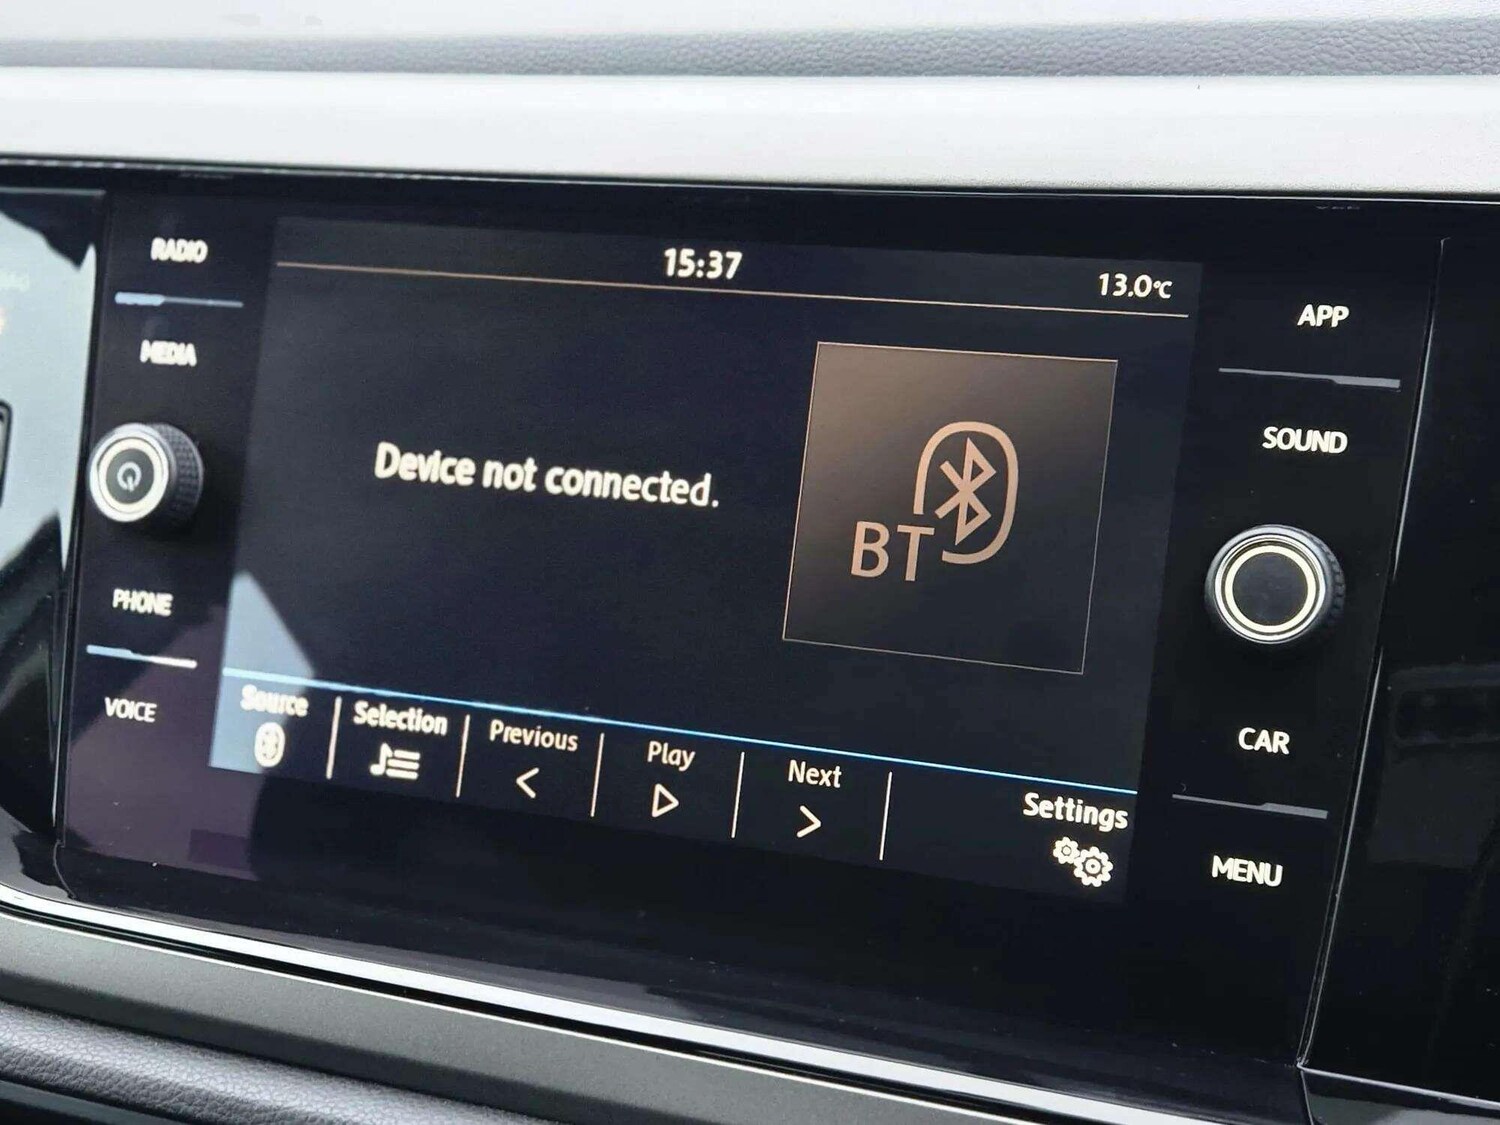 RADIO
MEDIA
PHONE
VOICE
15:37
13.0°C
Device not connected.
BT
Source
Selection
Previous
Play
Next
Settings
APP
SOUND
CAR
MENU